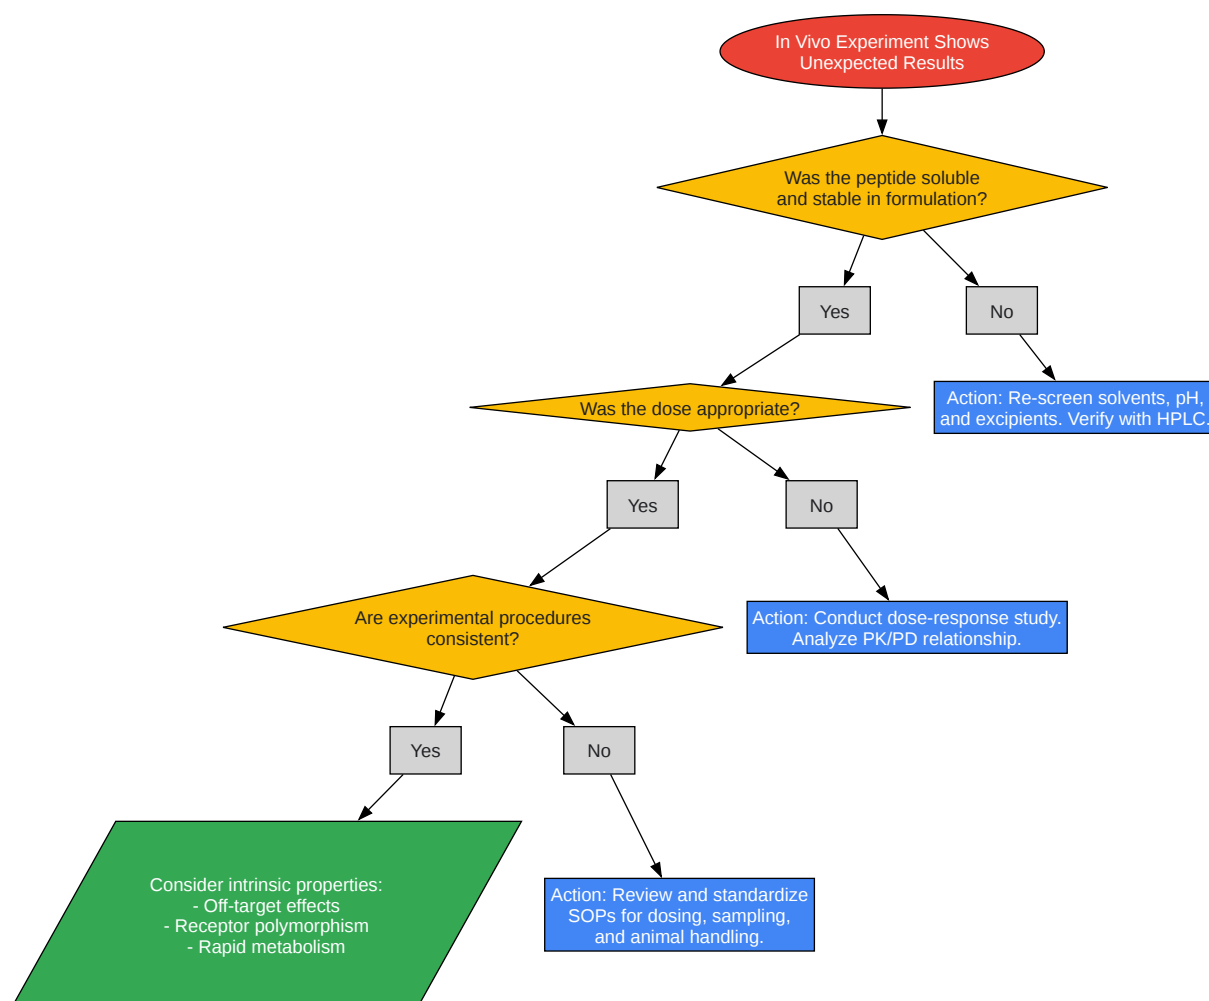 In Vivo Experiment Shows
Unexpected Results
Was the peptide soluble
and stable in formulation?
Yes
No
Action: Re-screen solvents, pH,
and excipients. Verify with HPLC.
Was the dose appropriate?
Yes
No
Are experimental procedures
consistent?
Action: Conduct dose-response study.
Analyze PK/PD relationship.
Yes
No
Consider intrinsic properties:
- Off-target effects
- Receptor polymorphism
- Rapid metabolism
Action: Review and standardize
SOPs for dosing, sampling,
and animal handling.